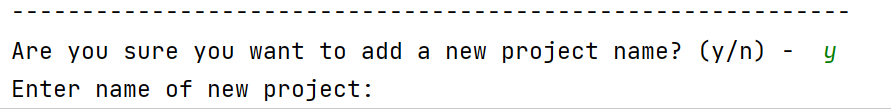 ------------------------------------------------------------
Are you sure you want to add a new project name? (y/n) -  y
Enter name of new project: